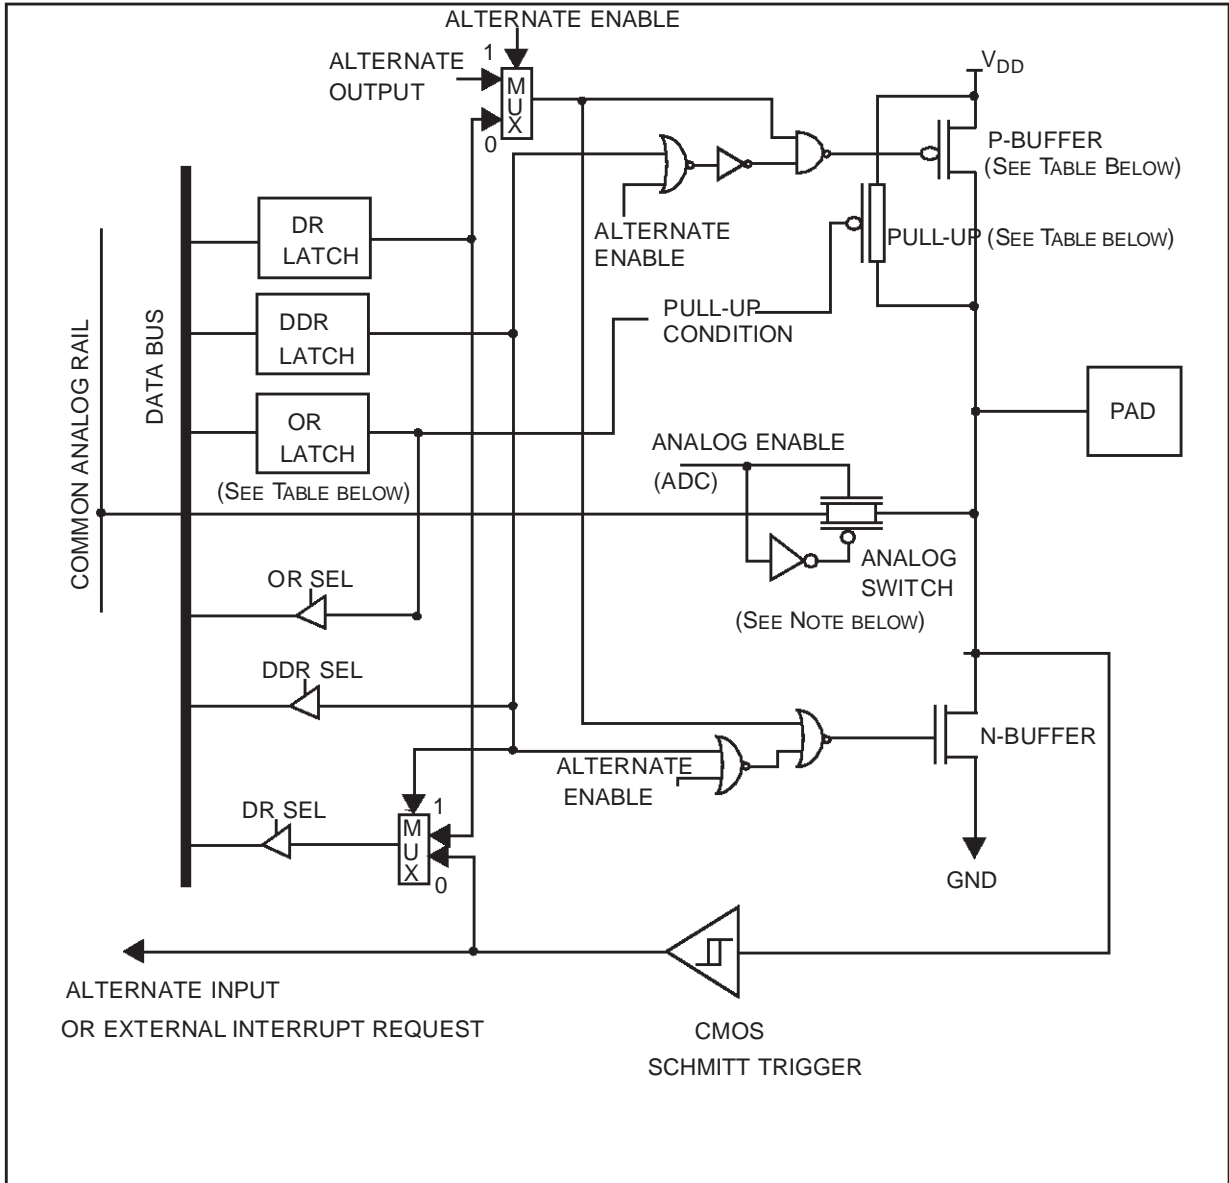 ALTERNATE ENABLE
1
ALTERNATE
OUTPUT
M
U
X
0
VDD
P-BUFFER
(SEE TABLE BELOW)
ALTERNATE
ENABLE
PULL-UP (SEE TABLE BELOW)
DR
LATCH
DDR
LATCH
OR
LATCH
(SEE TABLE BELOW)
COMMON ANALOG RAIL
DATA BUS
PULL-UP
CONDITION
PAD
ANALOG ENABLE
(ADC)
ANALOG
SWITCH
(SEE NOTE BELOW)
OR SEL
DDR SEL
DR SEL
1
M
U
X
0
ALTERNATE
ENABLE
N-BUFFER
GND
ALTERNATE INPUT
OR EXTERNAL INTERRUPT REQUEST
CMOS
SCHMITT TRIGGER